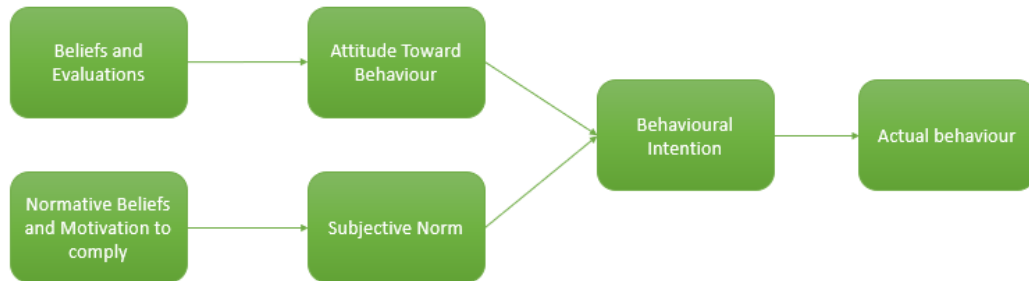 Beliefs and
Evaluations
Attitude Toward
Behaviour
Behavioural
Intention
Actual behaviour
Normative Beliefs
and Motivation to
comply
Subjective Norm